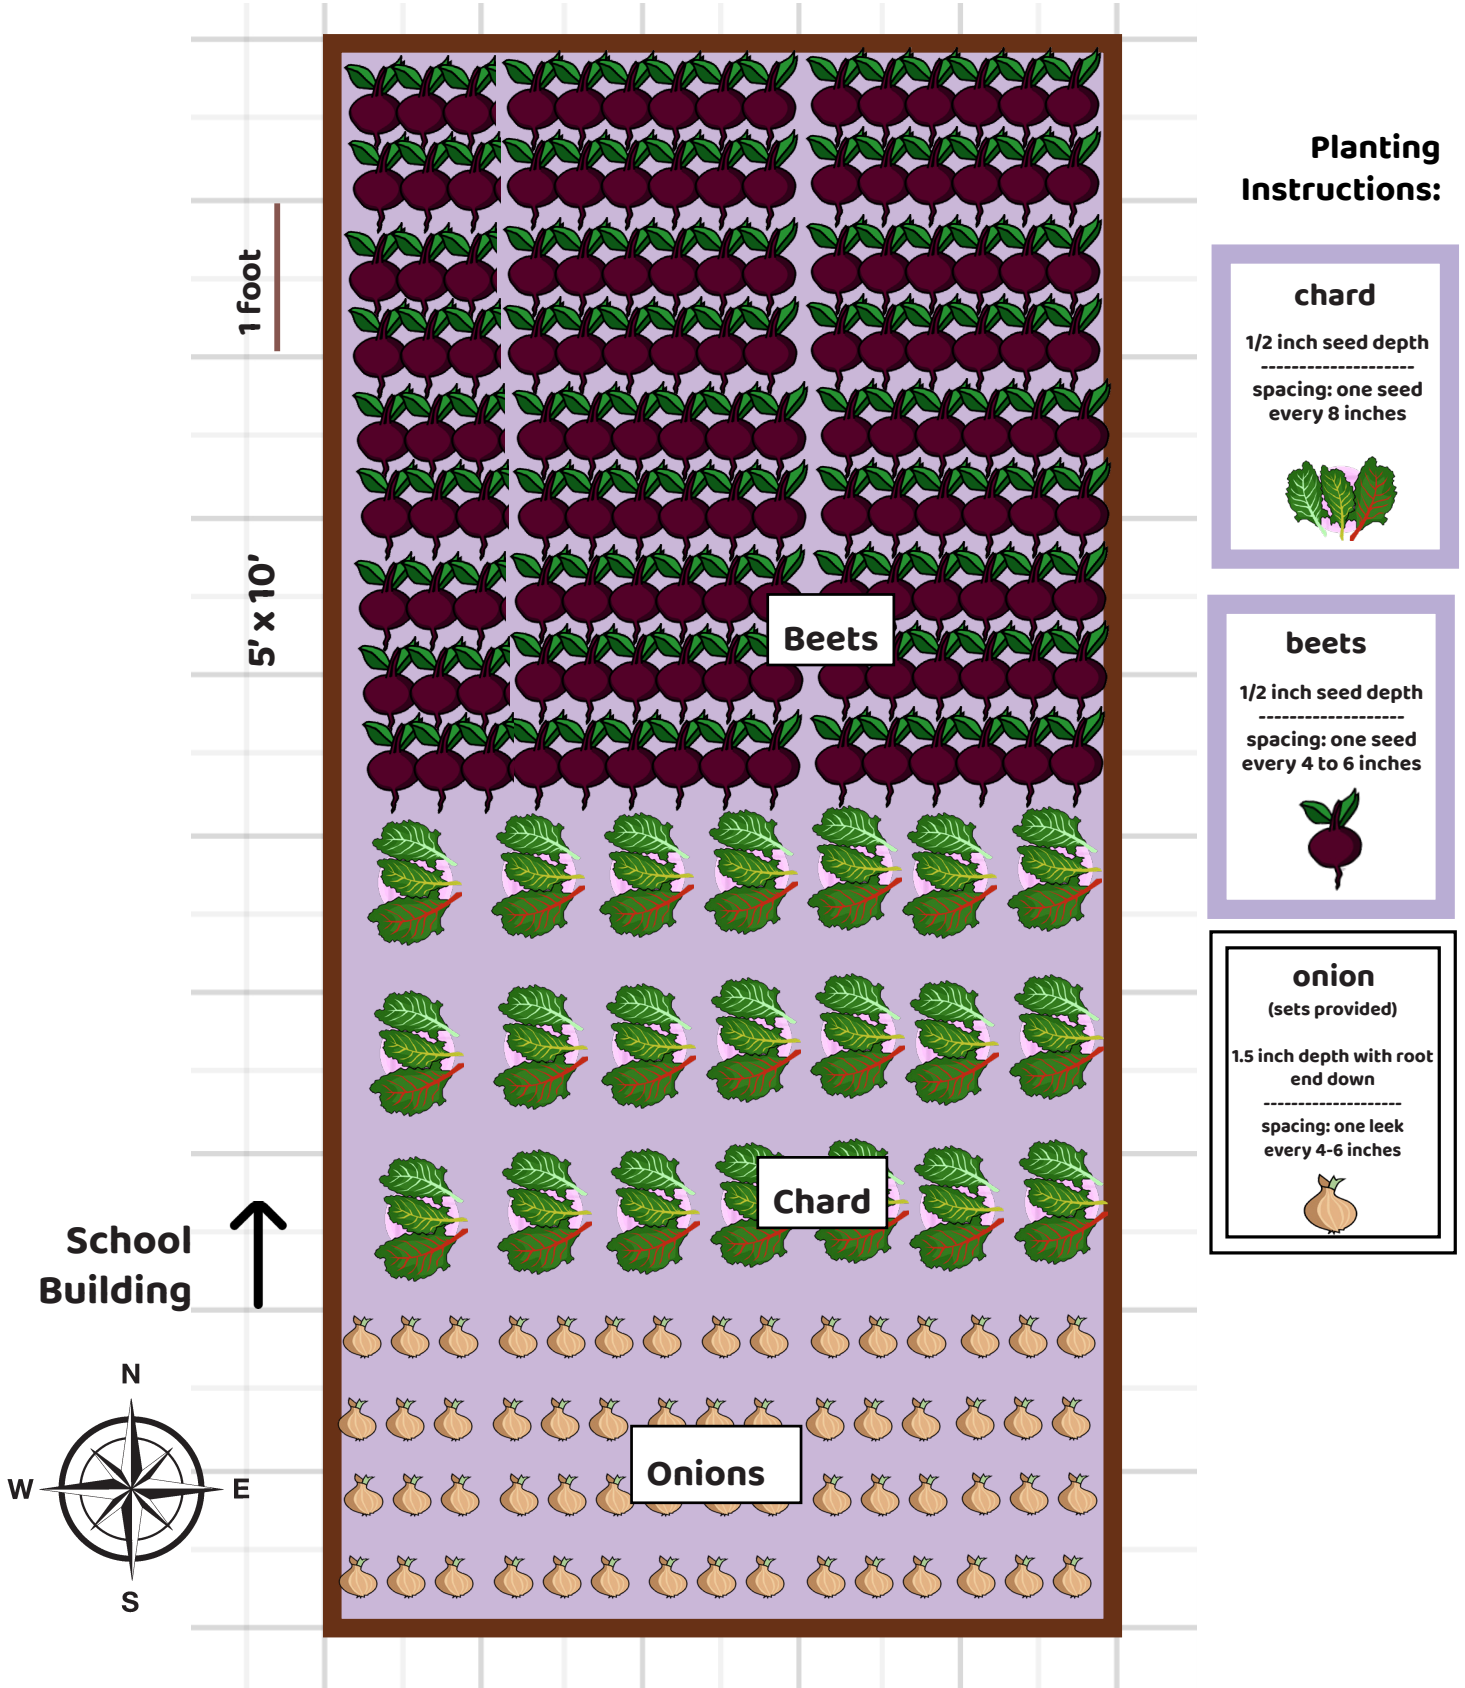 Planting
Instructions:
1 foot
5' x 10'
chard
1/2 inch seed depth
--------------------
spacing: one seed
every 8 inches
beets
1/2 inch seed depth
-------------------
spacing: one seed
every 4 to 6 inches
onion
(sets provided)
1.5 inch depth with root
end down
--------------------
spacing: one leek
every 4-6 inches
Beets
Chard
Onions
School
Building
N
W
E
S